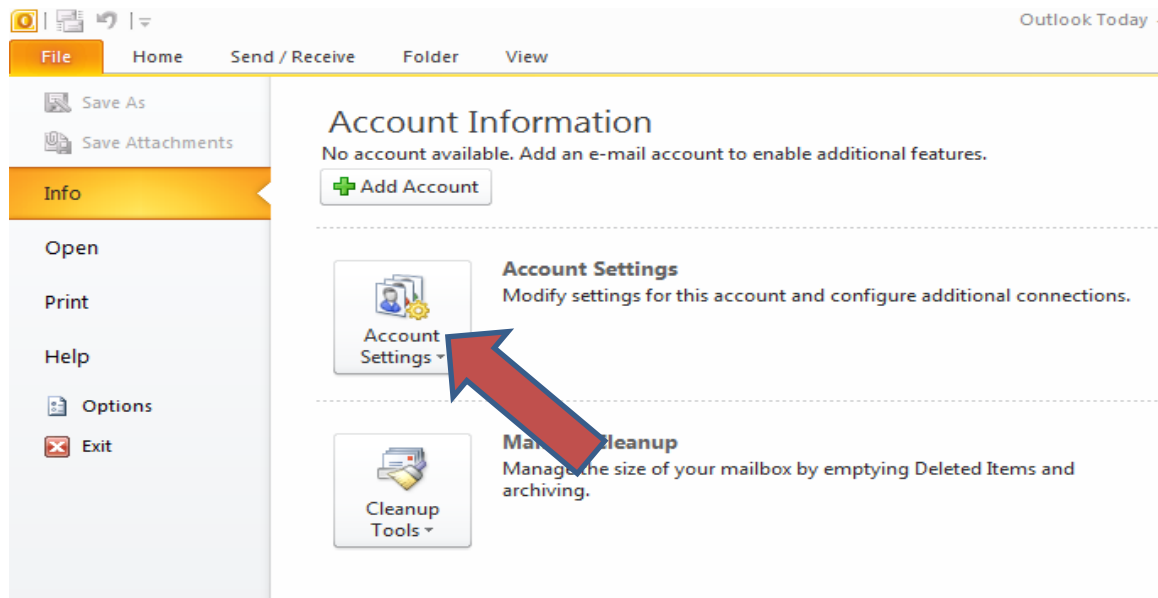 Outlook Today
File Home Send / Receive Folder View
Save As
Save Attachments
Info
Open
Print
Help
Options
Exit
Account Information
No account available. Add an e-mail account to enable additional features.
Add Account
Account Settings
Account Settings
Modify settings for this account and configure additional connections.
Cleanup Tools
Manage the size of your mailbox by emptying Deleted Items and
archiving.